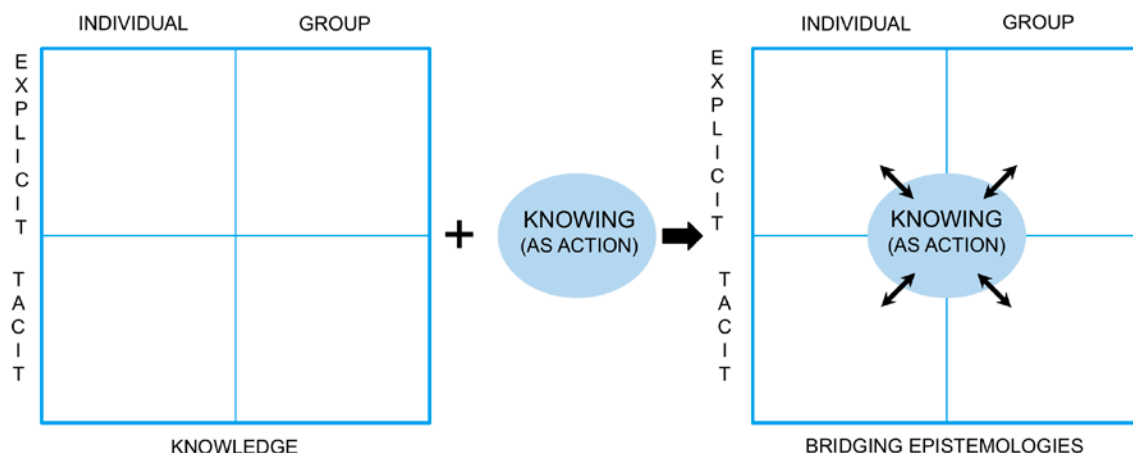 INDIVIDUAL GROUP
EXPLICIT
TACIT
KNOWLEDGE
+
KNOWING
(AS ACTION)
INDIVIDUAL GROUP
EXPLICIT
TACIT
KNOWING
(AS ACTION)
BRIDGING EPISTEMOLOGIES